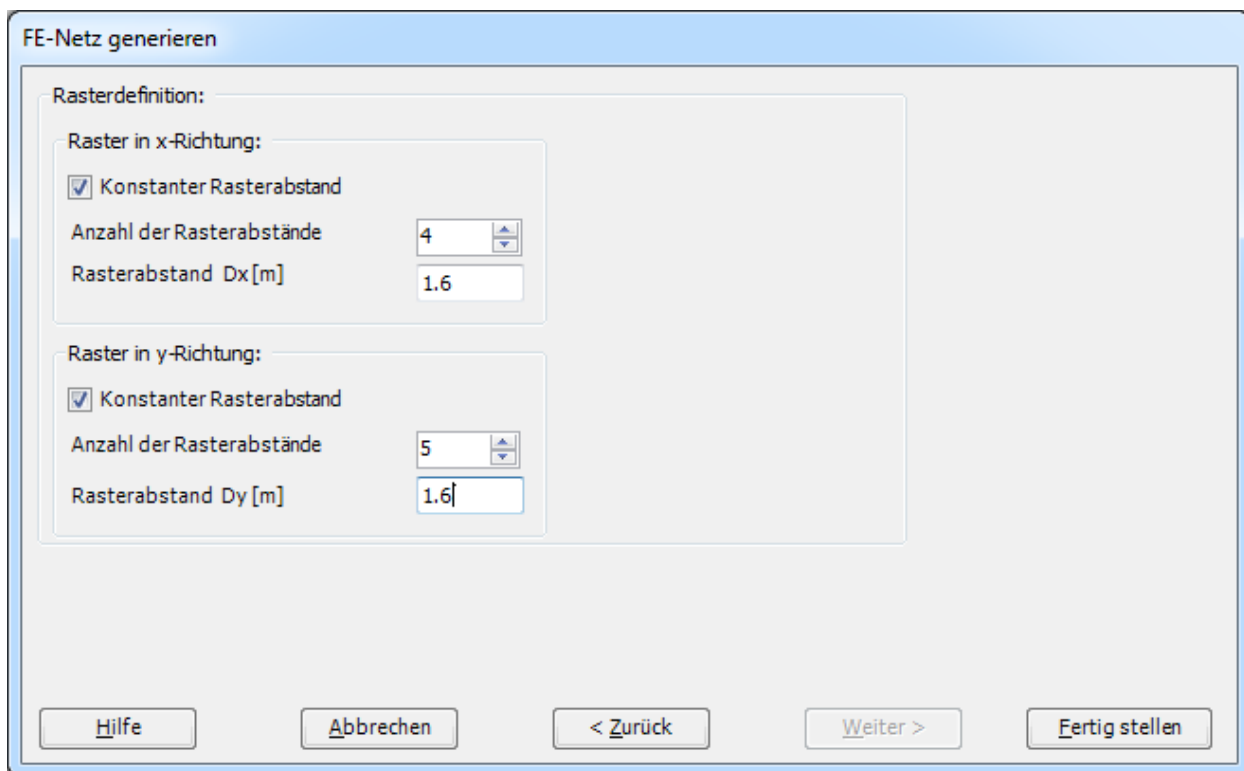 FE-Netz generieren
Rasterdefinition:
Raster in x-Richtung:
Konstanter Rasterabstand
Anzahl der Rasterabstände 4
Rasterabstand Dx [m] 1.6
Raster in y-Richtung:
Konstanter Rasterabstand
Anzahl der Rasterabstände 5
Rasterabstand Dy [m] 1.6
Hilfe Abbrechen < Zurück Weiter > Fertig stellen